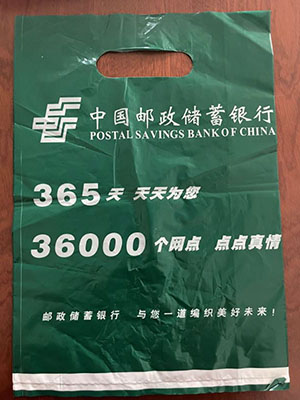 中国邮政储蓄银行
POSTAL SAVINGS BANK OF CHINA
365天 天天为您
36000个网点 点点真情
邮政储蓄银行 与您一道编织美好未来！